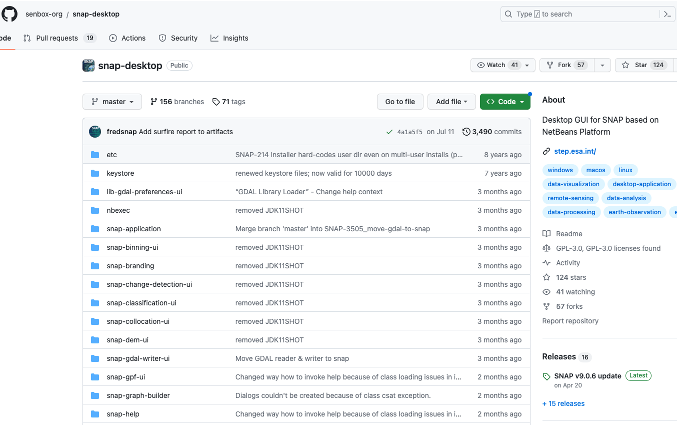 senbox-org / snap-desktop
Type / to search
ode Pull requests 19 Actions Security Insights
snap-desktop Public
Watch 41 Fork 57 Star 124
master 156 branches 71 tags Go to file Add file Code
fredsnap Add surfire report to artifacts 4a1a5f5 on Jul 11 3,490 commits
etc SNAP-214 Installer hard-codes user dir even on multi-user installs (p... 8 years ago
keystore renewed keystore files; now valid for 10000 days 7 years ago
lib-gdal-preferences-ui "GDAL Library Loader" - Change help context 3 months ago
nbexec removed JDK11SHOT 3 months ago
snap-application Merge branch 'master' into SNAP-3505_move-gdal-to-snap 3 months ago
snap-binning-ui removed JDK11SHOT 3 months ago
snap-branding removed JDK11SHOT 3 months ago
snap-change-detection-ui removed JDK11SHOT 3 months ago
snap-classification-ui removed JDK11SHOT 3 months ago
snap-collocation-ui removed JDK11SHOT 3 months ago
snap-dem-ui removed JDK11SHOT 3 months ago
snap-gdal-writer-ui Move GDAL reader & writer to snap 3 months ago
snap-gpf-ui Changed way how to invoke help because of class loading issues in i... 2 months ago
snap-graph-builder Dialogs couldn't be created because of class csat exception. 2 months ago
snap-help Changed way how to invoke help because of class loading issues in i... 2 months ago
About
Desktop GUI for SNAP based on
NetBeans Platform
step.esa.int/
windows macos linux
data-visualization desktop-application
remote-sensing data-analysis
data-processing earth-observation
Readme
GPL-3.0, GPL-3.0 licenses found
Activity
124 stars
41 watching
57 forks
Report repository
Releases 16
SNAP v9.0.6 update Latest
on Apr 20
+ 15 releases